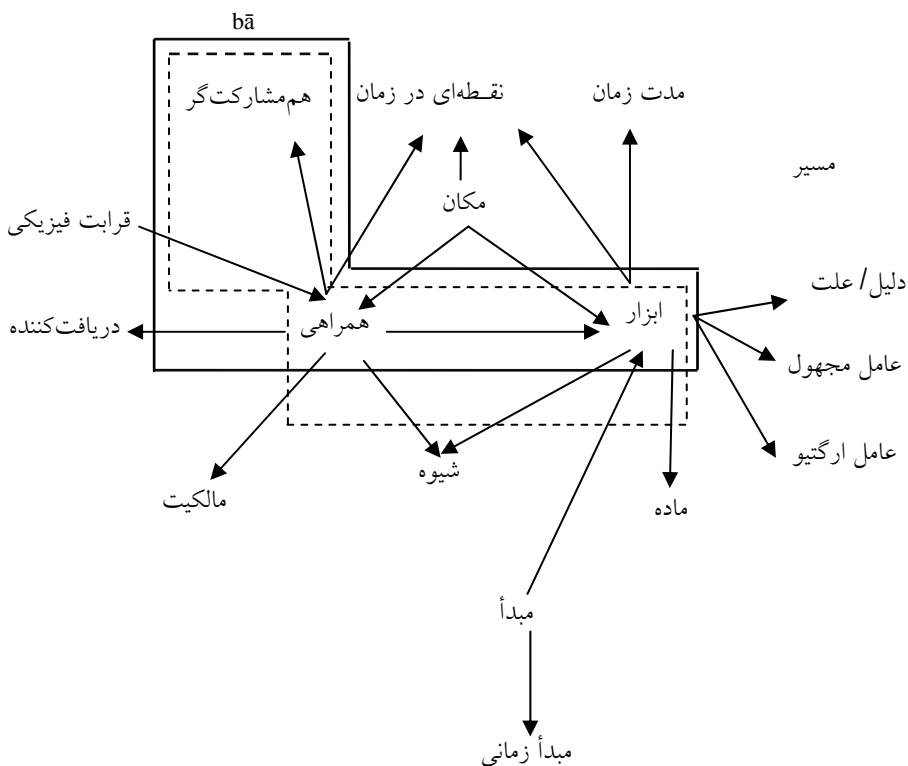 bā
هم‌مشارکت‌گر
نقطه‌ای در زمان
مدت زمان
مسیر
مکان
قرابت فیزیکی
دلیل/ علت
ابزار
همراهی
دریافت‌کننده
عامل مجهول
عامل ارگتیو
شیوه
مالکیت
ماده
مبدأ
مبدأ زمانی